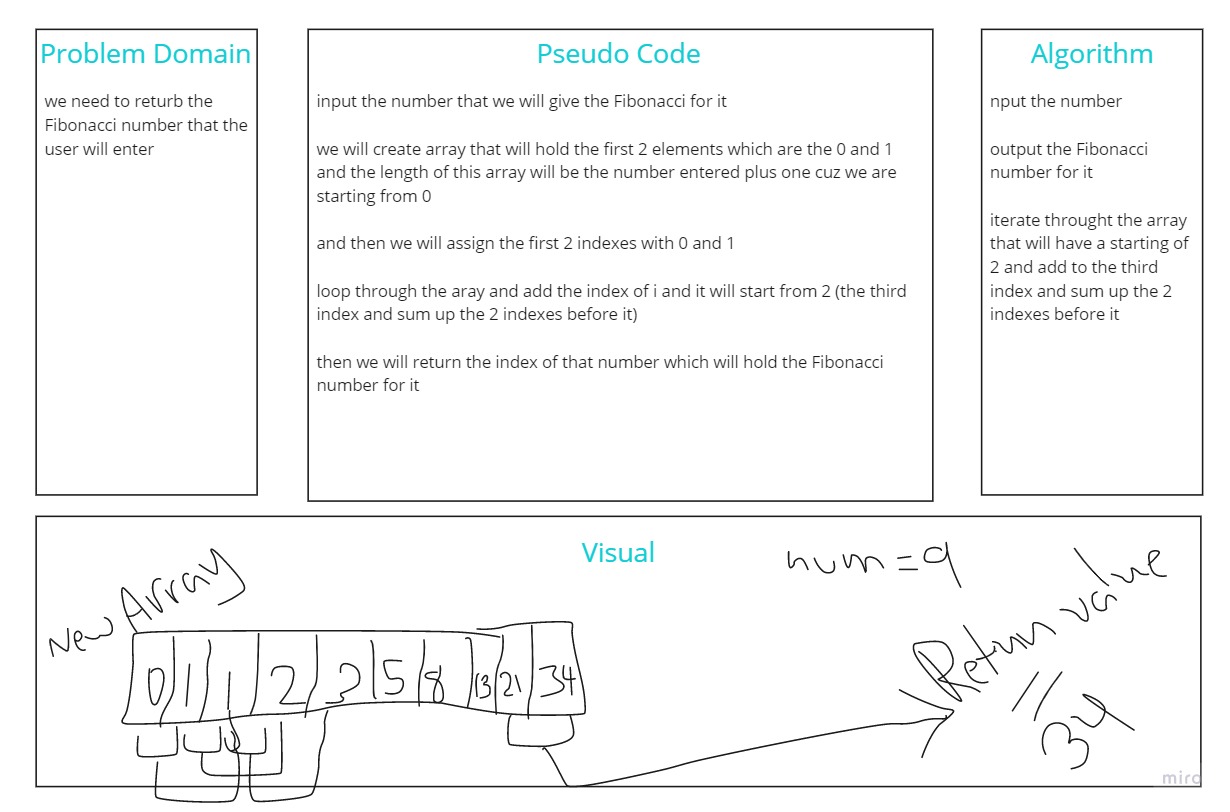 Problem Domain
we need to returb the
Fibonacci number that the
user will enter
Pseudo Code
input the number that we will give the Fibonacci for it
we will create array that will hold the first 2 elements which are the 0 and 1
and the length of this array will be the number entered plus one cuz we are
starting from 0
and then we will assign the first 2 indexes with 0 and 1
loop through the aray and add the index of i and it will start from 2 (the third
index and sum up the 2 indexes before it)
then we will return the index of that number which will hold the Fibonacci
number for it
Algorithm
nput the number
output the Fibonacci
number for it
iterate throught the array
that will have a starting of
2 and add to the third
index and sum up the 2
indexes before it
Visual
num = 9
New Array
0 1 1 2 3 5 8 13 21 34
Return value
34
miro